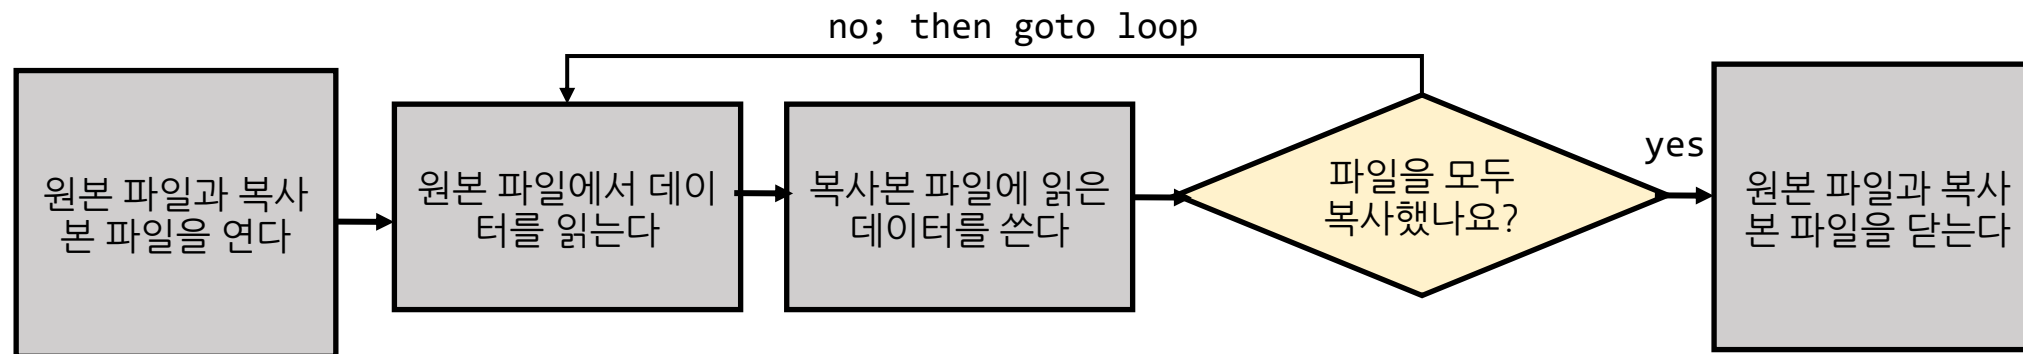 no; then goto loop
원본 파일과 복사
본 파일을 연다
원본 파일에서 데이
터를 읽는다
복사본 파일에 읽은
데이터를 쓴다
파일을 모두
복사했나요?
yes
원본 파일과 복사
본 파일을 닫는다